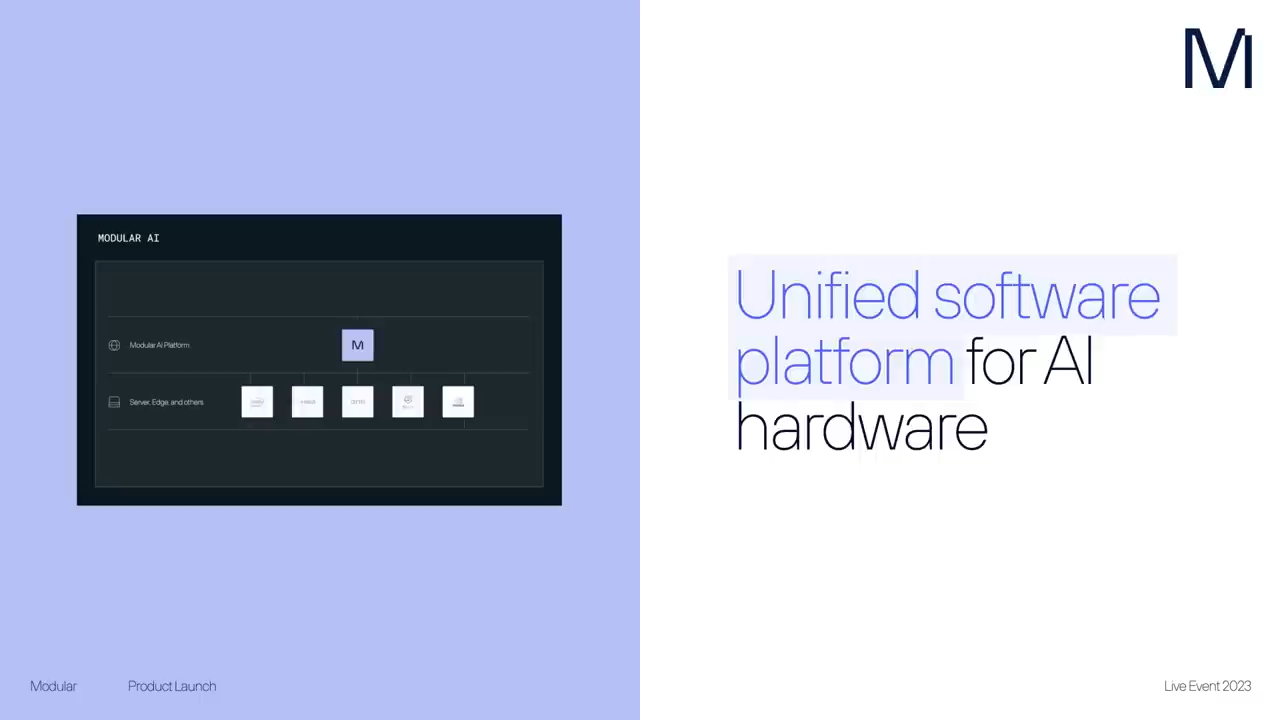 M
MODULAR AI
Modular AI Platform
M
Server, Edge, and others
Unified software
platform for AI
hardware
Modular
Product Launch
Live Event 2023